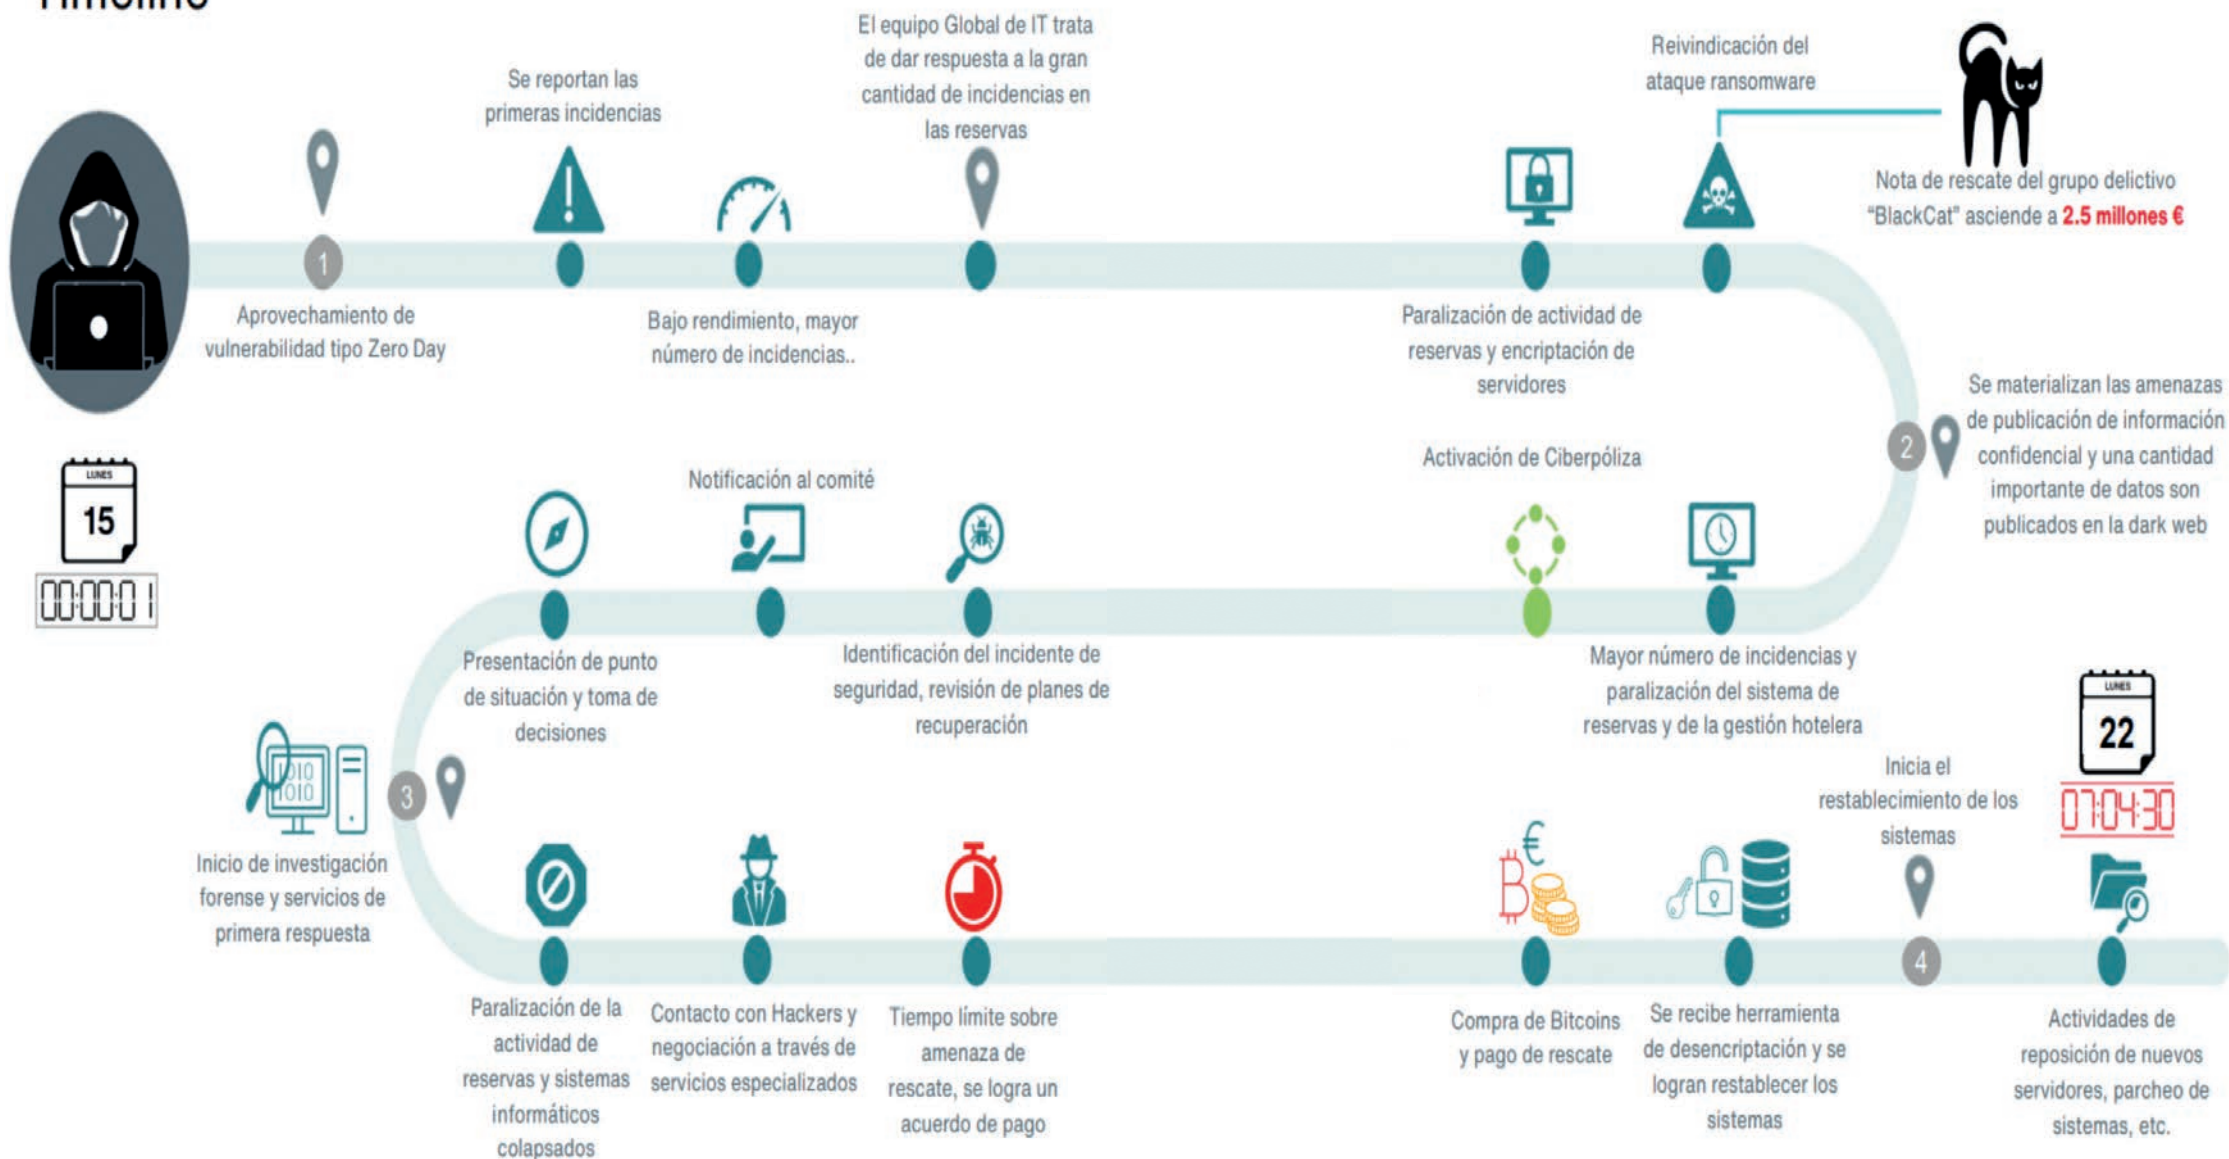 Timeline
Se reportan las
primeras incidencias
El equipo Global de IT trata
de dar respuesta a la gran
cantidad de incidencias en
las reservas
Reivindicación del
ataque ransomware
Nota de rescate del grupo delictivo
“BlackCat” asciende a 2.5 millones €
1
Aprovechamiento de
vulnerabilidad tipo Zero Day
Bajo rendimiento, mayor
número de incidencias..
Paralización de actividad de
reservas y encriptación de
servidores
2
Se materializan las amenazas
de publicación de información
confidencial y una cantidad
importante de datos son
publicados en la dark web
LUNES
15
00:00:01
Activación de Ciberpóliza
Mayor número de incidencias y
paralización del sistema de
reservas y de la gestión hotelera
Identificación del incidente de
seguridad, revisión de planes de
recuperación
Notificación al comité
Presentación de punto
de situación y toma de
decisiones
1010
1010
3
Inicio de investigación
forense y servicios de
primera respuesta
Paralización de la
actividad de
reservas y sistemas
informáticos
colapsados
Contacto con Hackers y
negociación a través de
servicios especializados
Tiempo límite sobre
amenaza de
rescate, se logra un
acuerdo de pago
€
Compra de Bitcoins
y pago de rescate
Se recibe herramienta
de desencriptación y se
logran restablecer los
sistemas
Inicia el
restablecimiento de los
sistemas
4
LUNES
22
07:04:30
Actividades de
reposición de nuevos
servidores, parcheo de
sistemas, etc.